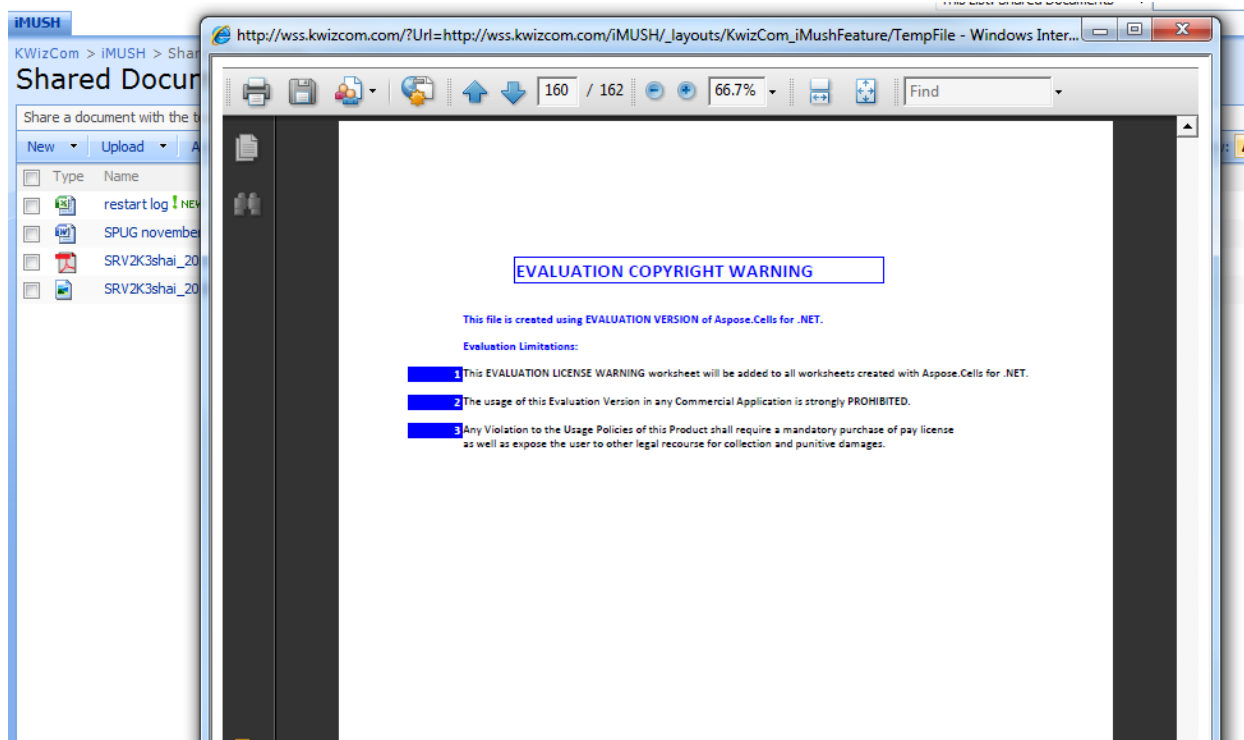 This List: Shared Documents
iMUSH
http://wss.kwizcom.com/?Url=http://wss.kwizcom.com/iMUSH/_layouts/KwizCom_iMushFeature/TempFile - Windows Inter...
KWizCom > iMUSH > Shar
Shared Docur
160 / 162 66.7% Find
Share a document with the t
New Upload A
Type Name
restart log ! NEW
SPUG november
SRV2K3shai_20
SRV2K3shai_20
EVALUATION COPYRIGHT WARNING
This file is created using EVALUATION VERSION of Aspose.Cells for .NET.
Evaluation Limitations:
1 This EVALUATION LICENSE WARNING worksheet will be added to all worksheets created with Aspose.Cells for .NET.
2 The usage of this Evaluation Version in any Commercial Application is strongly PROHIBITED.
3 Any Violation to the Usage Policies of this Product shall require a mandatory purchase of pay license
as well as expose the user to other legal recourse for collection and punitive damages.